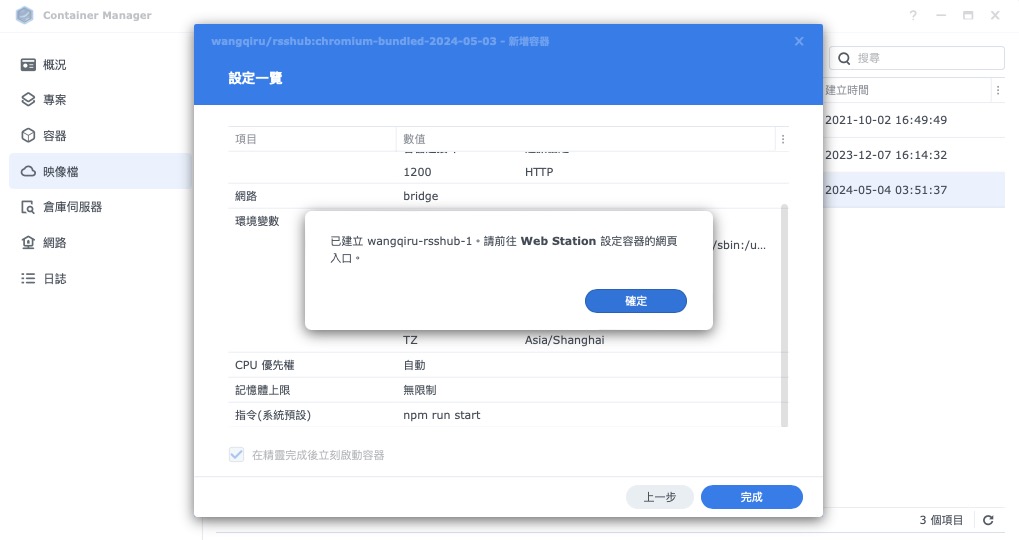 Container Manager
概況
專案
容器
映像檔
倉庫伺服器
網路
日誌
搜尋
建立時間
2021-10-02 16:49:49
2023-12-07 16:14:32
2024-05-04 03:51:37
3 個項目
wangqiru/rsshub:chromium-bundled-2024-05-03 - 新增容器
設定一覽
項目 數值
1200 HTTP
網路 bridge
環境變數
/sbin:/u...
TZ Asia/Shanghai
CPU 優先權 自動
記憶體上限 無限制
指令(系統預設) npm run start
在精靈完成後立刻啟動容器
上一步 完成
已建立 wangqiru-rsshub-1。請前往 Web Station 設定容器的網頁
入口。
確定